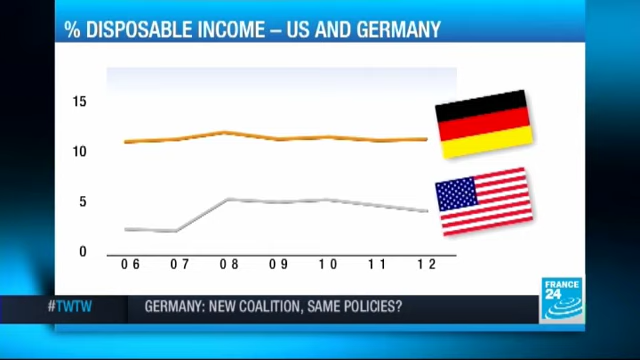 % DISPOSABLE INCOME – US AND GERMANY
15
10
5
0
06 07 08 09 10 11 12
#TWTW
GERMANY: NEW COALITION, SAME POLICIES?
FRANCE
24